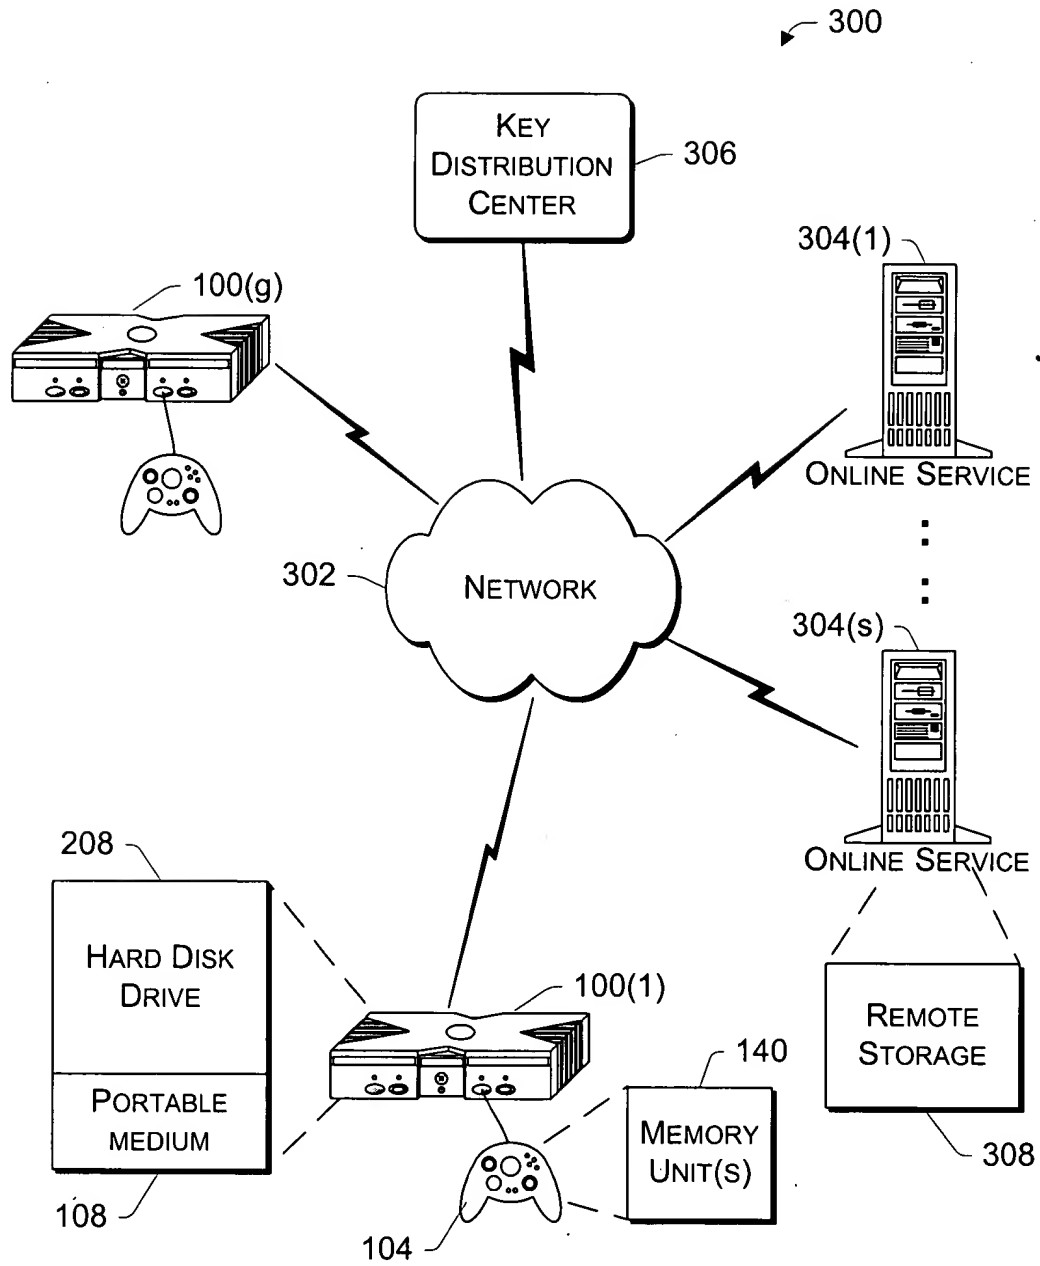 300
KEY
DISTRIBUTION
CENTER
306
304(1)
100(g)
ONLINE SERVICE
302
NETWORK
304(s)
208
ONLINE SERVICE
HARD DISK
DRIVE
100(1)
REMOTE
STORAGE
140
PORTABLE
MEDIUM
MEMORY
UNIT(S)
308
108
104